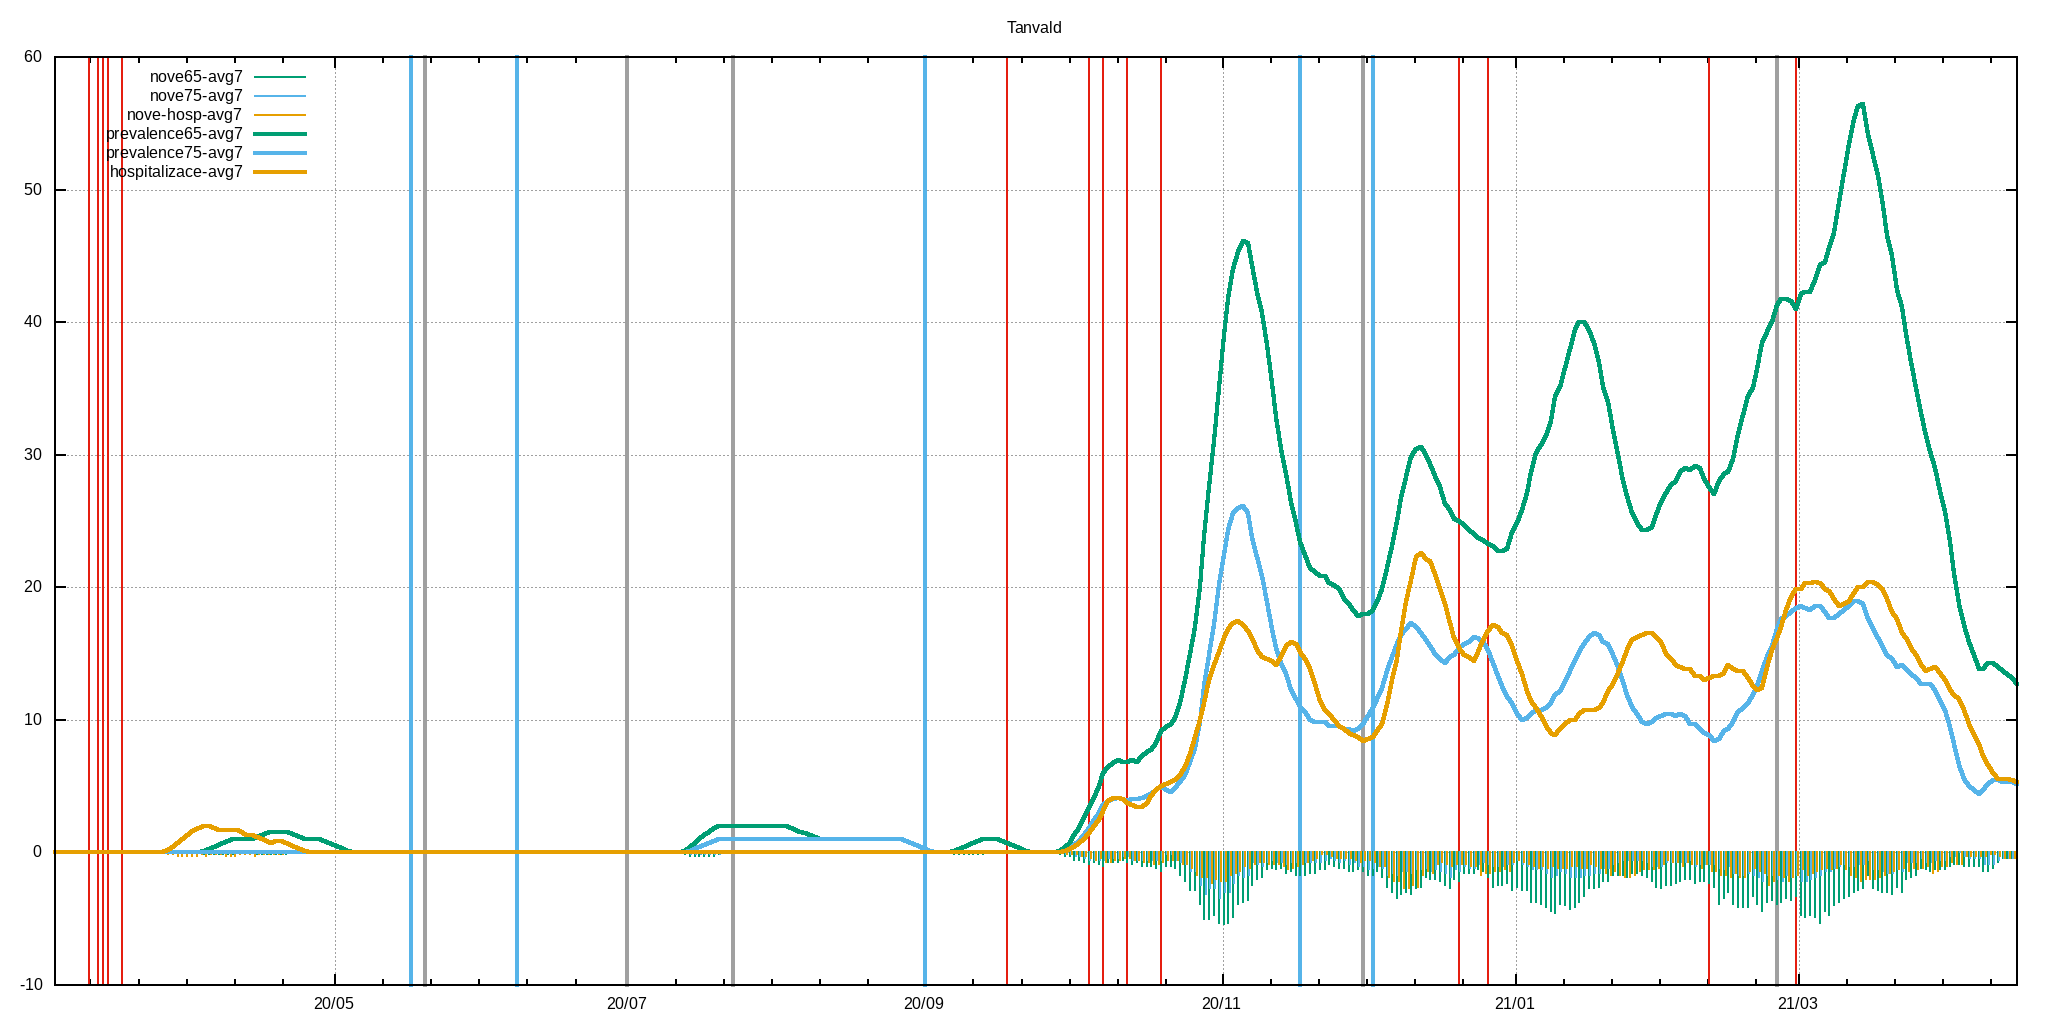 Tanvald
60
50
40
30
20
10
0
-10
nove65-avg7
nove75-avg7
nove-hosp-avg7
prevalence65-avg7
prevalence75-avg7
hospitalizace-avg7
20/05 20/07 20/09 20/11 21/01 21/03